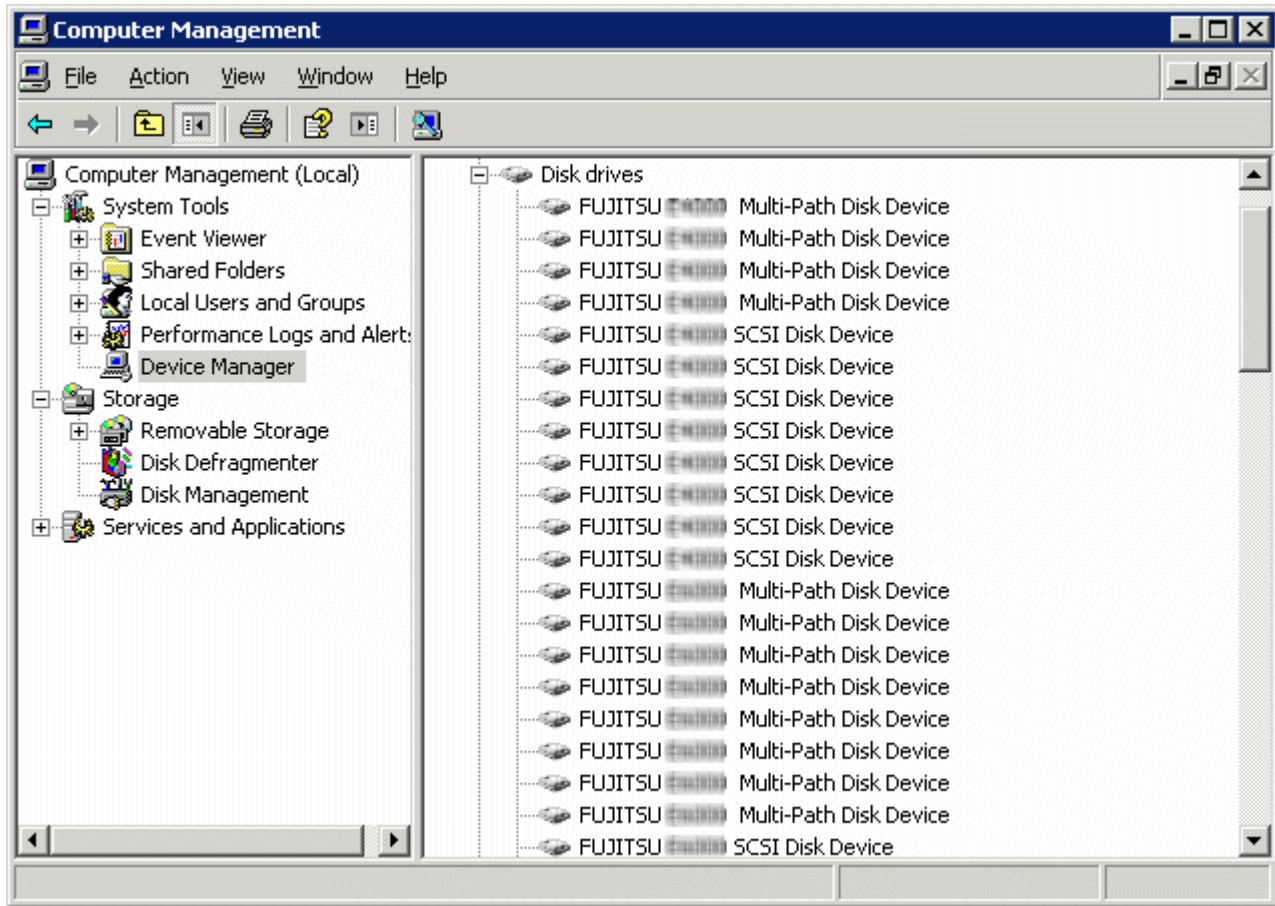 Computer Management
File Action View Window Help
Computer Management (Local)
System Tools
Event Viewer
Shared Folders
Local Users and Groups
Performance Logs and Alert
Device Manager
Storage
Removable Storage
Disk Defragmenter
Disk Management
Services and Applications
Disk drives
FUJITSU Multi-Path Disk Device
FUJITSU Multi-Path Disk Device
FUJITSU Multi-Path Disk Device
FUJITSU Multi-Path Disk Device
FUJITSU SCSI Disk Device
FUJITSU SCSI Disk Device
FUJITSU SCSI Disk Device
FUJITSU SCSI Disk Device
FUJITSU SCSI Disk Device
FUJITSU SCSI Disk Device
FUJITSU SCSI Disk Device
FUJITSU SCSI Disk Device
FUJITSU Multi-Path Disk Device
FUJITSU Multi-Path Disk Device
FUJITSU Multi-Path Disk Device
FUJITSU Multi-Path Disk Device
FUJITSU Multi-Path Disk Device
FUJITSU Multi-Path Disk Device
FUJITSU Multi-Path Disk Device
FUJITSU Multi-Path Disk Device
FUJITSU SCSI Disk Device